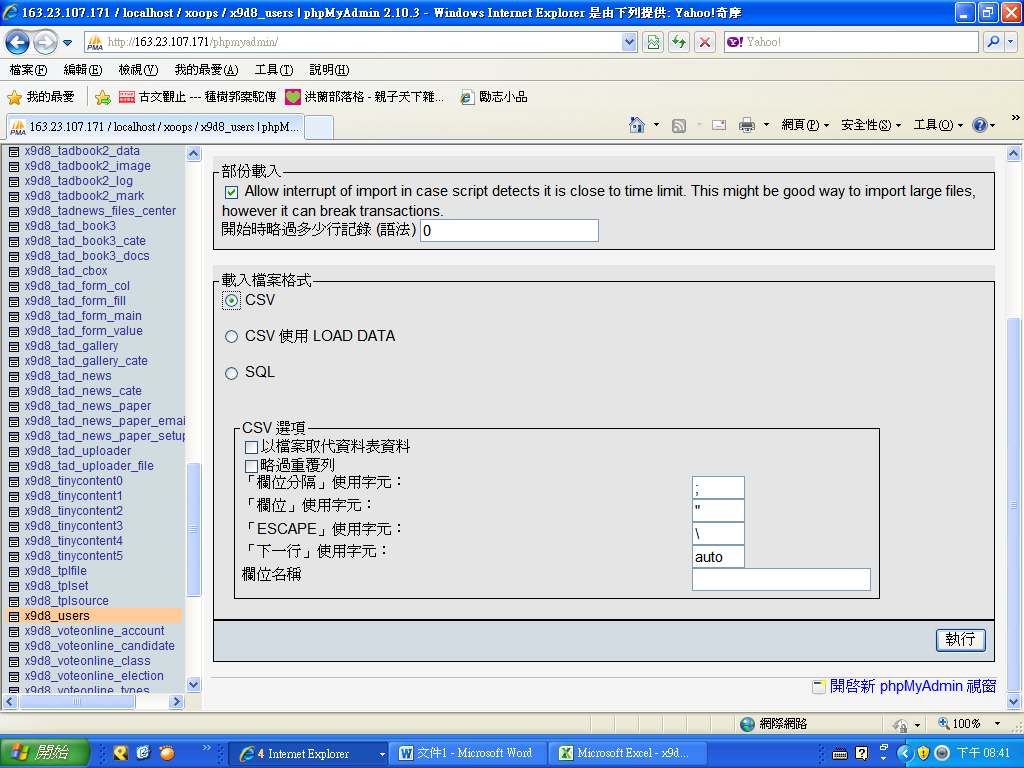 163.23.107.171 / localhost / xoops / x9d8_users | phpMyAdmin 2.10.3 - Windows Internet Explorer 是由下列提供: Yahoo!奇摩
http://163.23.107.171/phpmyadmin/
Yahoo!
檔案(F) 編輯(E) 檢視(V) 我的最愛(A) 工具(T) 說明(H)
我的最愛 古文觀止 --- 種樹郭橐駝傳 洪蘭部落格 - 親子天下雜... 勵志小品
163.23.107.171 / localhost / xoops / x9d8_users | phpM...
網頁(P) 安全性(S) 工具(O)
x9d8_tadbook2_data
x9d8_tadbook2_image
x9d8_tadbook2_log
x9d8_tadbook2_mark
x9d8_tadnews_files_center
x9d8_tad_book3
x9d8_tad_book3_cate
x9d8_tad_book3_docs
x9d8_tad_cbox
x9d8_tad_form_col
x9d8_tad_form_fill
x9d8_tad_form_main
x9d8_tad_form_value
x9d8_tad_gallery
x9d8_tad_gallery_cate
x9d8_tad_news
x9d8_tad_news_cate
x9d8_tad_news_paper
x9d8_tad_news_paper_emai
x9d8_tad_news_paper_setup
x9d8_tad_uploader
x9d8_tad_uploader_file
x9d8_tinycontent0
x9d8_tinycontent1
x9d8_tinycontent2
x9d8_tinycontent3
x9d8_tinycontent4
x9d8_tinycontent5
x9d8_tplfile
x9d8_tplset
x9d8_tplsource
x9d8_users
x9d8_voteonline_account
x9d8_voteonline_candidate
x9d8_voteonline_class
x9d8_voteonline_election
x9d8_voteonline_types
部份載入
Allow interrupt of import in case script detects it is close to time limit. This might be good way to import large files,
however it can break transactions.
開始時略過多少行記錄 (語法) 0
載入檔案格式
CSV
CSV 使用 LOAD DATA
SQL
CSV 選項
以檔案取代資料表資料
略過重覆列
「欄位分隔」使用字元： ;
「欄位」使用字元： "
「ESCAPE」使用字元： \
「下一行」使用字元： auto
欄位名稱
執行
開啓新 phpMyAdmin 視窗
網際網路 100%
開始 4 Internet Explorer 文件1 - Microsoft Word Microsoft Excel - x9d... 下午 08:41